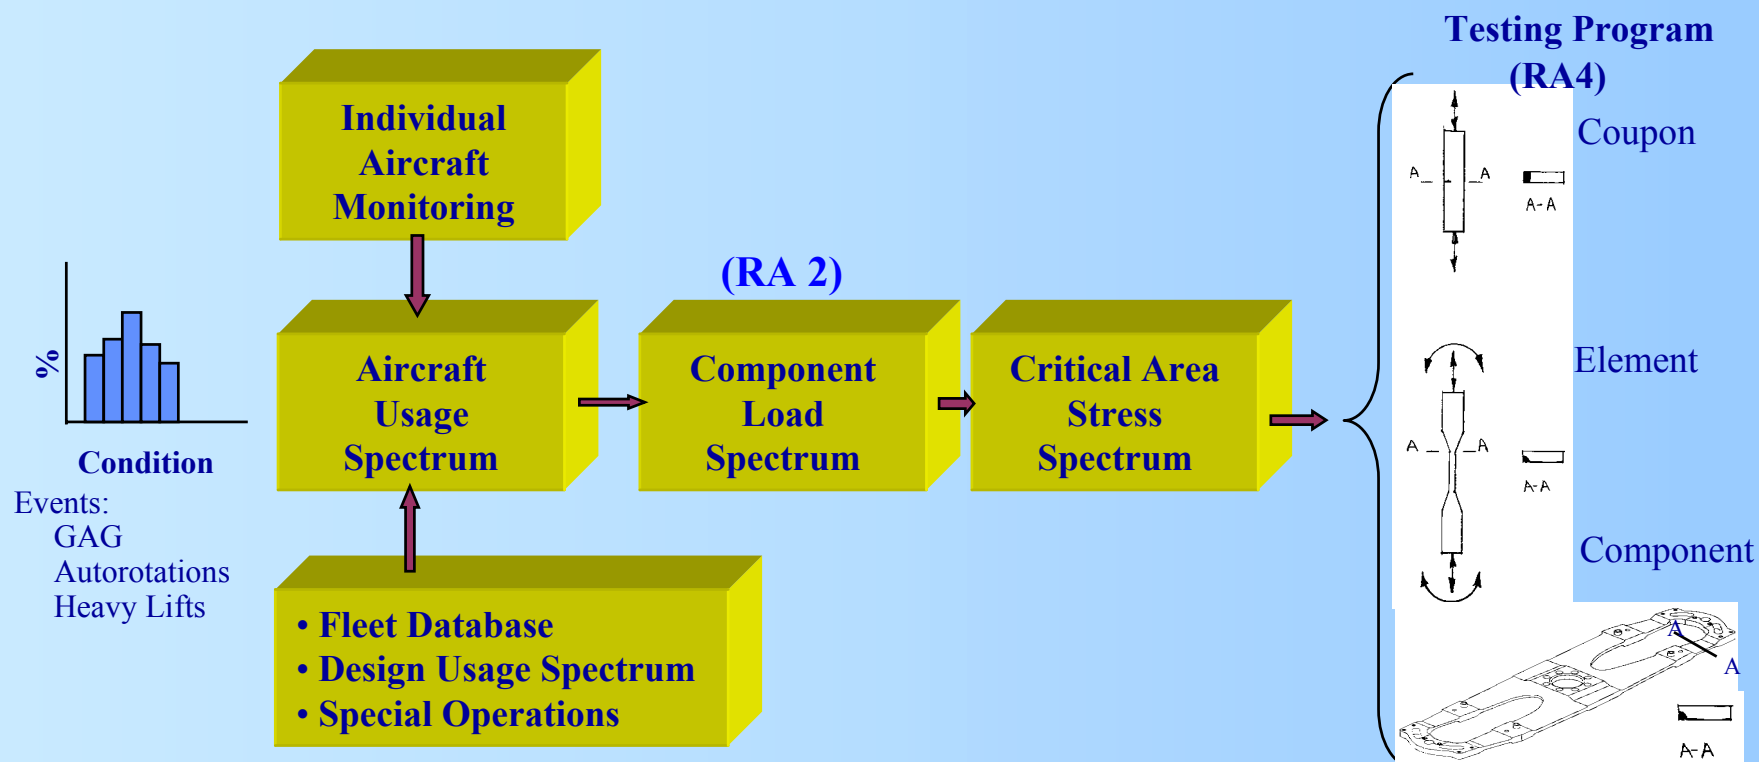 Testing Program
(RA4)
Individual
Aircraft
Monitoring
Coupon
A
A
A-A
(RA 2)
%
Condition
Events:
GAG
Autorotations
Heavy Lifts
Aircraft
Usage
Spectrum
Component
Load
Spectrum
Critical Area
Stress
Spectrum
Element
A
A
A-A
• Fleet Database
• Design Usage Spectrum
• Special Operations
Component
A
A
A-A